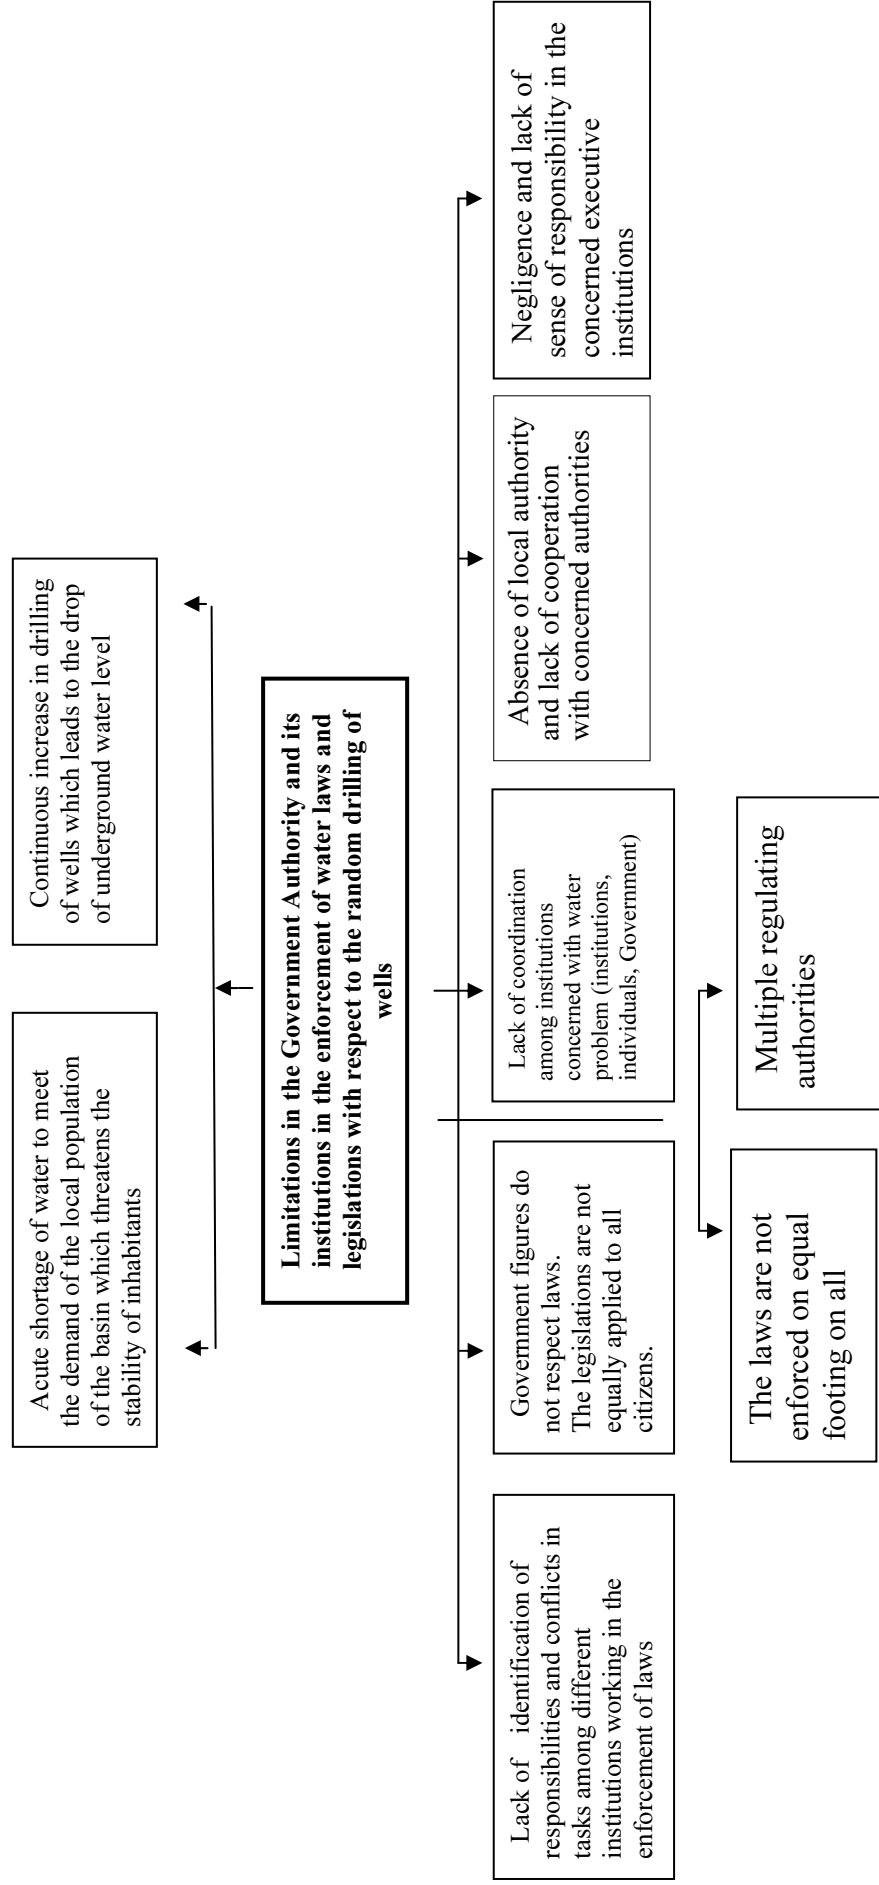 Acute shortage of water to meet
the demand of the local population
of the basin which threatens the
stability of inhabitants
Continuous increase in drilling
of wells which leads to the drop
of underground water level
Limitations in the Government Authority and its
institutions in the enforcement of water laws and
legislations with respect to the random drilling of
wells
Lack of identification of
responsibilities and conflicts in
tasks among different
institutions working in the
enforcement of laws
Government figures do
not respect laws.
The legislations are not
equally applied to all
citizens.
Lack of coordination
among institutions
concerned with water
problem (institutions,
individuals, Government)
Absence of local authority
and lack of cooperation
with concerned authorities
Negligence and lack of
sense of responsibility in the
concerned executive
institutions
The laws are not
enforced on equal
footing on all
Multiple regulating
authorities